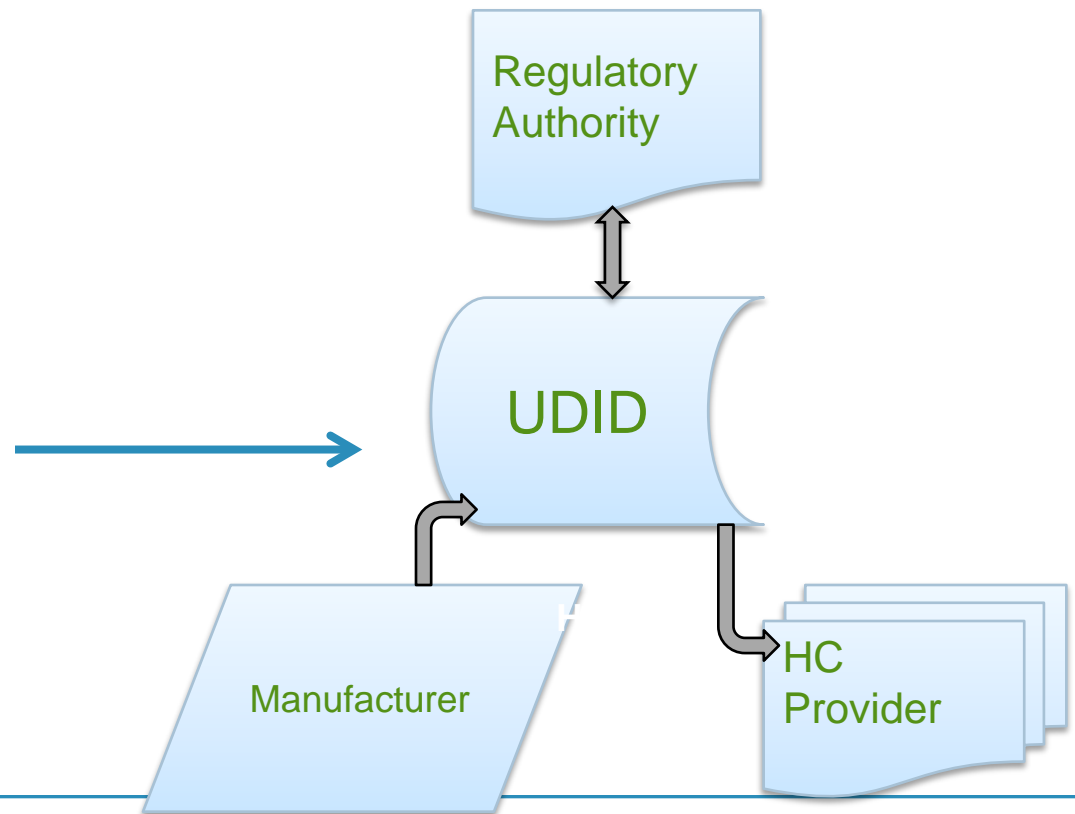 Regulatory
Authority
UDID
H
Manufacturer
HC
Provider